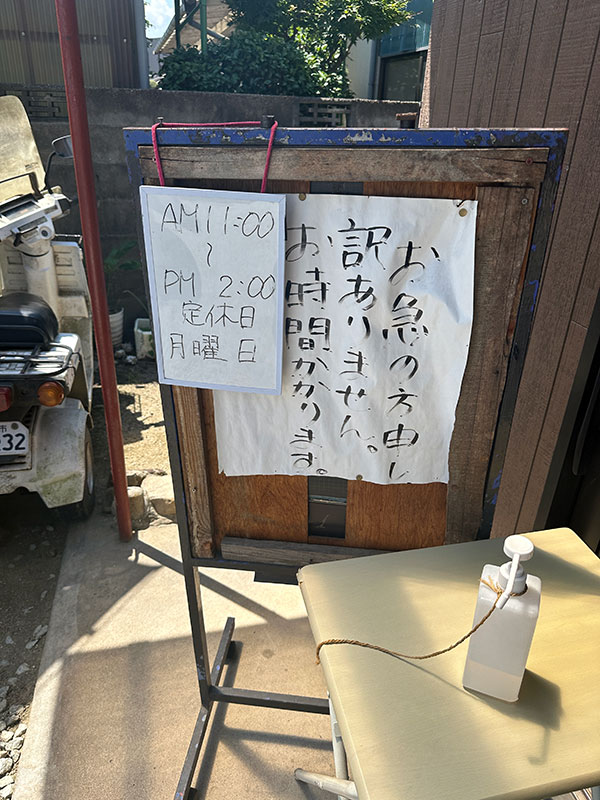 AM11:00
〜
PM 2:00
定休日
月曜日
お急の方申し
訳ありません。
お時間かかります。
市
32